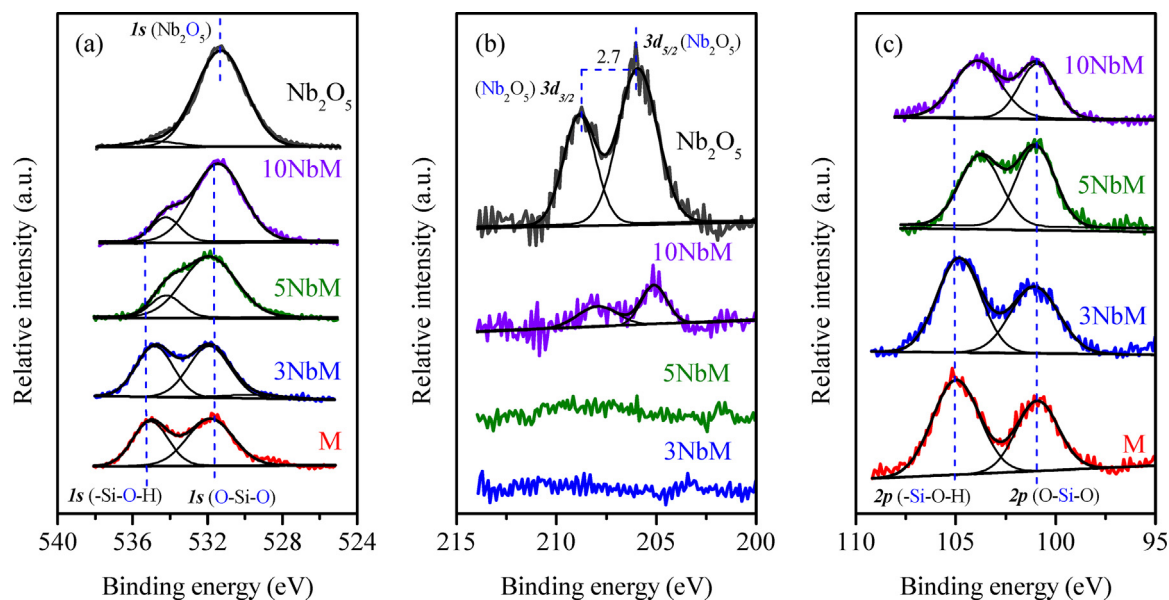 (a)
1s (Nb₂O₅)
Nb₂O₅
10NbM
5NbM
3NbM
M
1s (-Si-O-H)
1s (O-Si-O)
540 536 532 528 524
Binding energy (eV)
Relative intensity (a.u.)
(b)
3d₅/₂ (Nb₂O₅)
2.7
(Nb₂O₅) 3d₃/₂
Nb₂O₅
10NbM
5NbM
3NbM
215 210 205 200
Binding energy (eV)
Relative intensity (a.u.)
(c)
10NbM
5NbM
3NbM
M
2p (-Si-O-H)
2p (O-Si-O)
110 105 100 95
Binding energy (eV)
Relative intensity (a.u.)